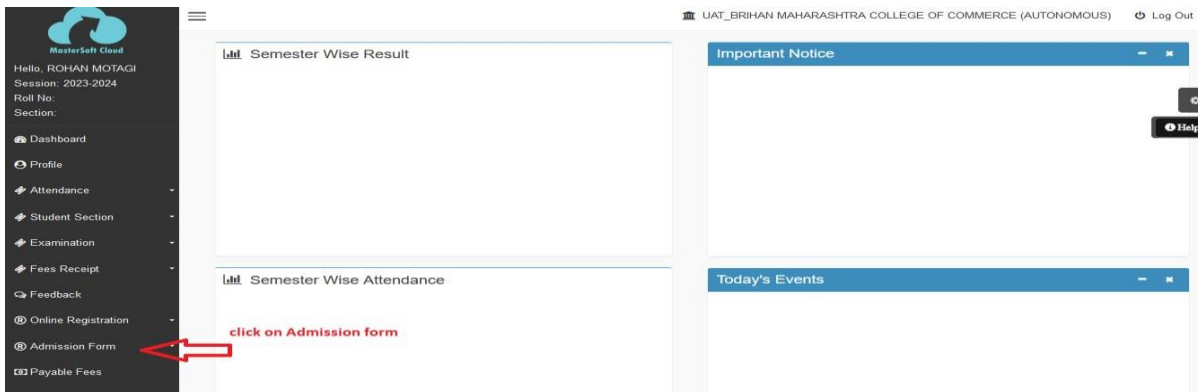 UAT_BRIHAN MAHARASHTRA COLLEGE OF COMMERCE (AUTONOMOUS) Log Out
MasterSoft Cloud
Hello, ROHAN MOTAGI
Session: 2023-2024
Roll No:
Section:
Dashboard
Profile
Attendance
Student Section
Examination
Fees Receipt
Feedback
Online Registration
Admission Form
Payable Fees
Semester Wise Result
Important Notice
Help
Semester Wise Attendance
Today's Events
click on Admission form